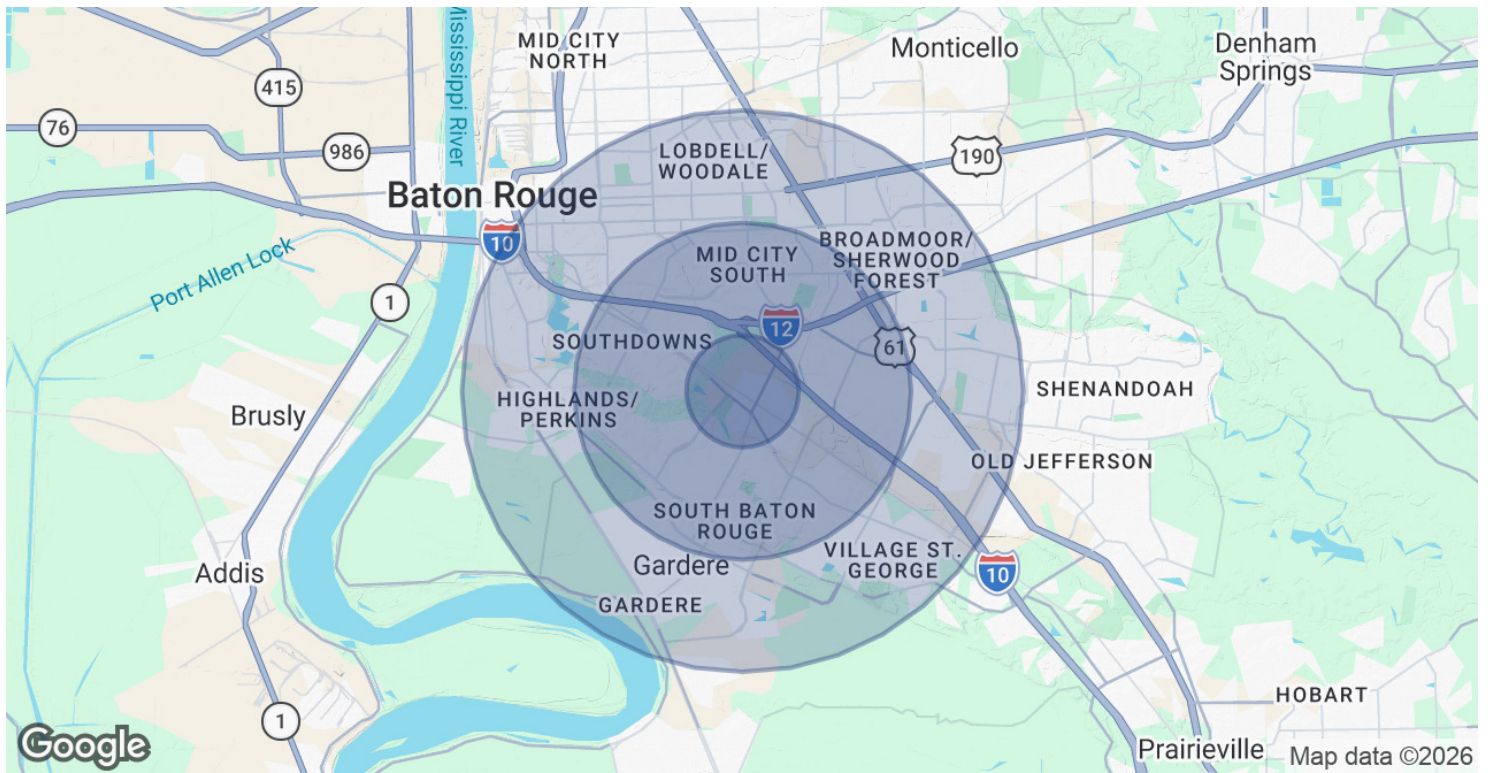 Mississippi River
MID CITY
NORTH
Monticello
Denham
Springs
415
76
986
LOBDELL/
WOODALE
190
Baton Rouge
10
Port Allen Lock
MID CITY
SOUTH
BROADMOOR/
SHERWOOD
FOREST
1
12
SOUTHDOWNS
61
HIGHLANDS/
PERKINS
SHENANDOAH
Brusly
OLD JEFFERSON
SOUTH BATON
ROUGE
VILLAGE ST.
GEORGE
Gardere
10
Addis
GARDERE
HOBART
1
Google
Prairieville
Map data ©2026